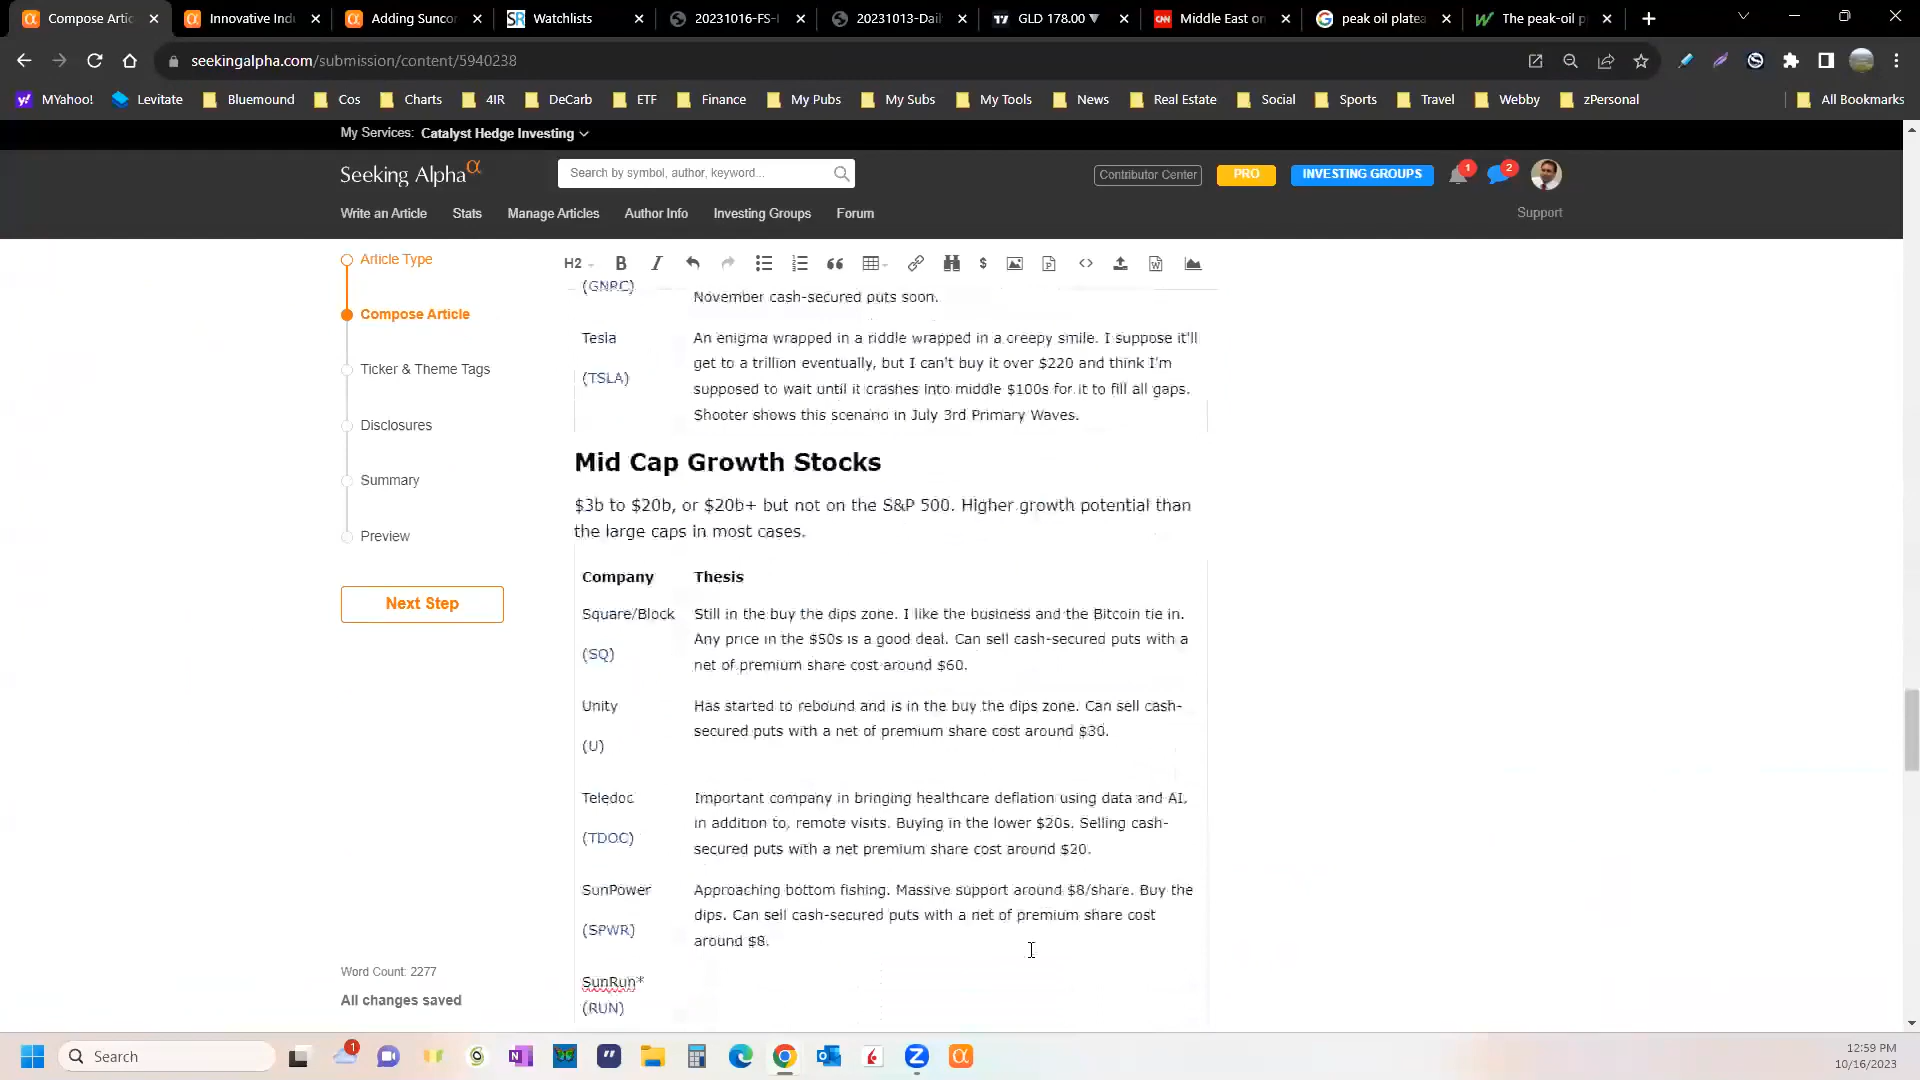 Compose Artic
Innovative Ind
Adding Suncor
SR Watchlists
20231016-FS-
20231013-Dail
GLD 178.00 ▼
CNN Middle East on
peak oil platea
The peak-oil p
seekingalpha.com/submission/content/5940238
MYahoo!
Levitate
Bluemound
Cos
Charts
4IR
DeCarb
ETF
Finance
My Pubs
My Subs
My Tools
News
Real Estate
Social
Sports
Travel
Webby
zPersonal
All Bookmarks
My Services: Catalyst Hedge Investing
Seeking Alpha α
Search by symbol, author, keyword...
Contributor Center
PRO
INVESTING GROUPS
1
2
Write an Article
Stats
Manage Articles
Author Info
Investing Groups
Forum
Support
Article Type
Compose Article
Ticker & Theme Tags
Disclosures
Summary
Preview
Next Step
Word Count: 2277
All changes saved
H2
B
I
$
(GNRC)
November cash-secured puts soon.
Tesla
(TSLA)
An enigma wrapped in a riddle wrapped in a creepy smile. I suppose it'll
get to a trillion eventually, but I can't buy it over $220 and think I'm
supposed to wait until it crashes into middle $100s for it to fill all gaps.
Shooter shows this scenario in July 3rd Primary Waves.
Mid Cap Growth Stocks
$3b to $20b, or $20b+ but not on the S&P 500. Higher growth potential than
the large caps in most cases.
Company
Thesis
Square/Block
(SQ)
Still in the buy the dips zone. I like the business and the Bitcoin tie in.
Any price in the $50s is a good deal. Can sell cash-secured puts with a
net of premium share cost around $60.
Unity
(U)
Has started to rebound and is in the buy the dips zone. Can sell cash-
secured puts with a net of premium share cost around $30.
Teledoc
(TDOC)
Important company in bringing healthcare deflation using data and AI,
in addition to, remote visits. Buying in the lower $20s. Selling cash-
secured puts with a net premium share cost around $20.
SunPower
(SPWR)
Approaching bottom fishing. Massive support around $8/share. Buy the
dips. Can sell cash-secured puts with a net of premium share cost
around $8.
SunRun*
(RUN)
Search
1
12:59 PM
10/16/2023